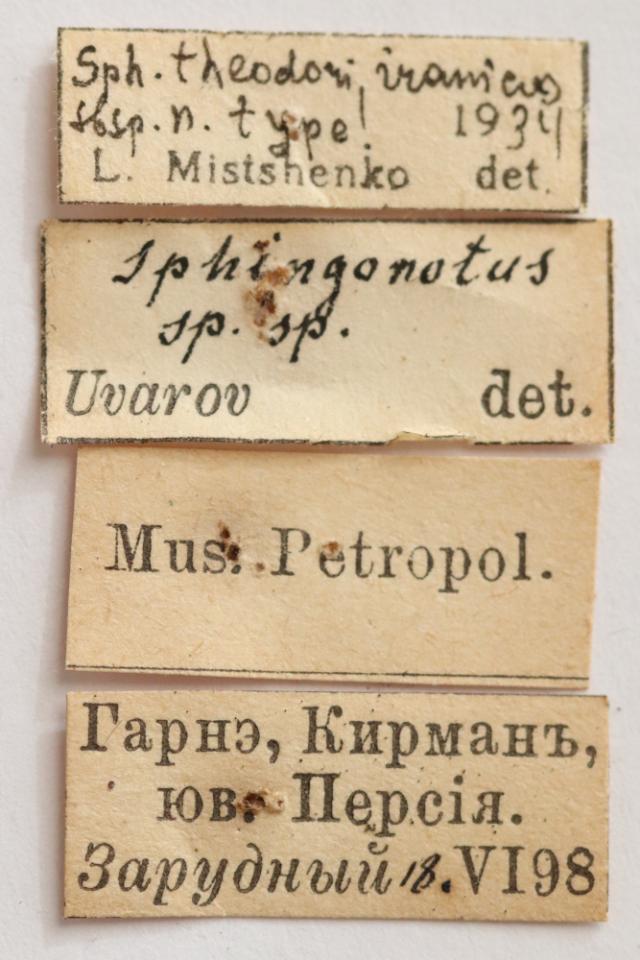 Sph. theodori iranicus
sbsp. n. type! 1934
L. Mistshenko det.
Sphingonotus
sp. sp.
Uvarov det.
Mus. Petropol.
Гарнэ, Кирманъ,
юв. Персія.
Зарудный 18. VI98